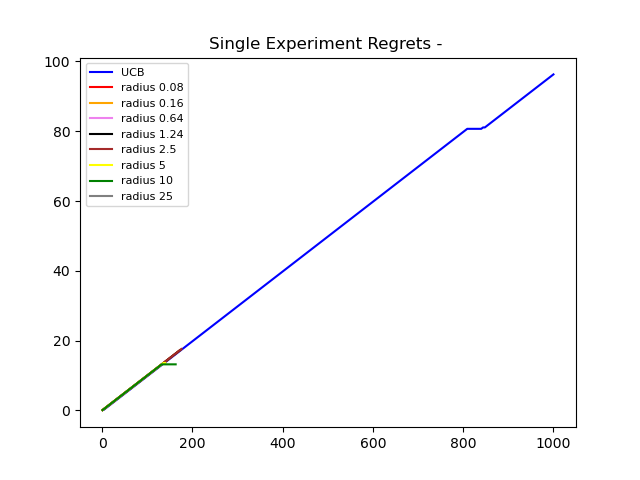 Single Experiment Regrets -
100
80
60
40
20
0
UCB
radius 0.08
radius 0.16
radius 0.64
radius 1.24
radius 2.5
radius 5
radius 10
radius 25
0 200 400 600 800 1000